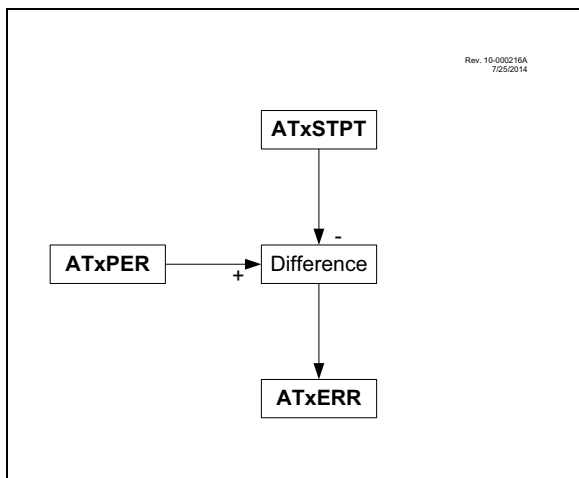 Rev. 10-000216A
7/25/2014
ATxSTPT
-
ATxPER
+
Difference
ATxERR